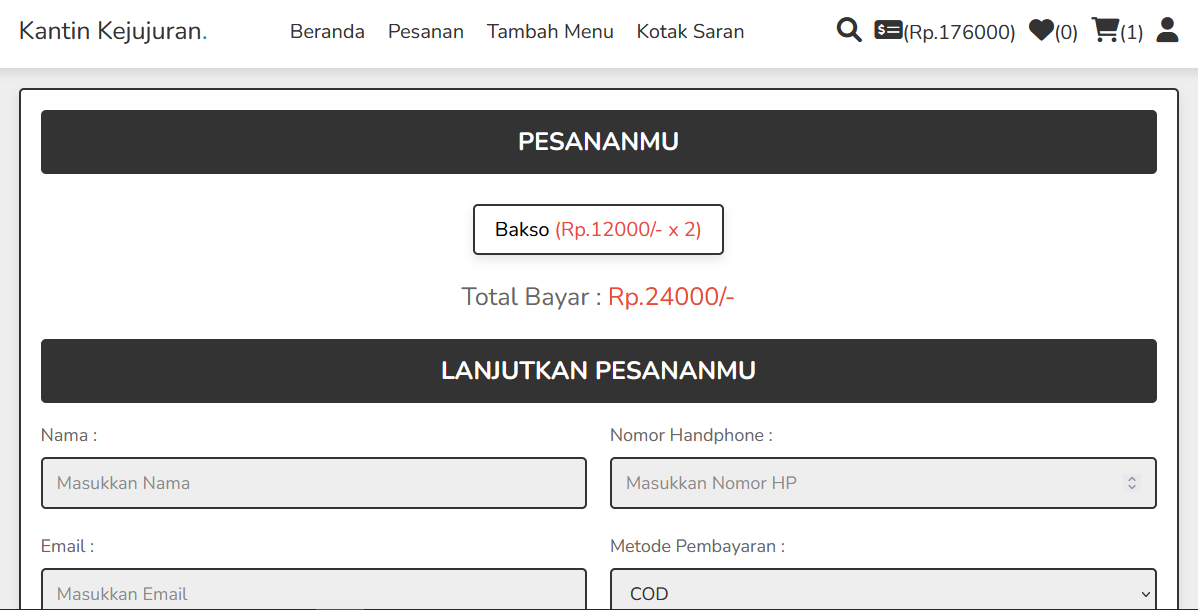 Kantin Kejujuran. Beranda Pesanan Tambah Menu Kotak Saran $ (Rp.176000) (0) (1)
PESANANMU
Bakso (Rp.12000/- x 2)
Total Bayar : Rp.24000/-
LANJUTKAN PESANANMU
Nama : Nomor Handphone :
Masukkan Nama Masukkan Nomor HP
Email : Metode Pembayaran :
Masukkan Email COD